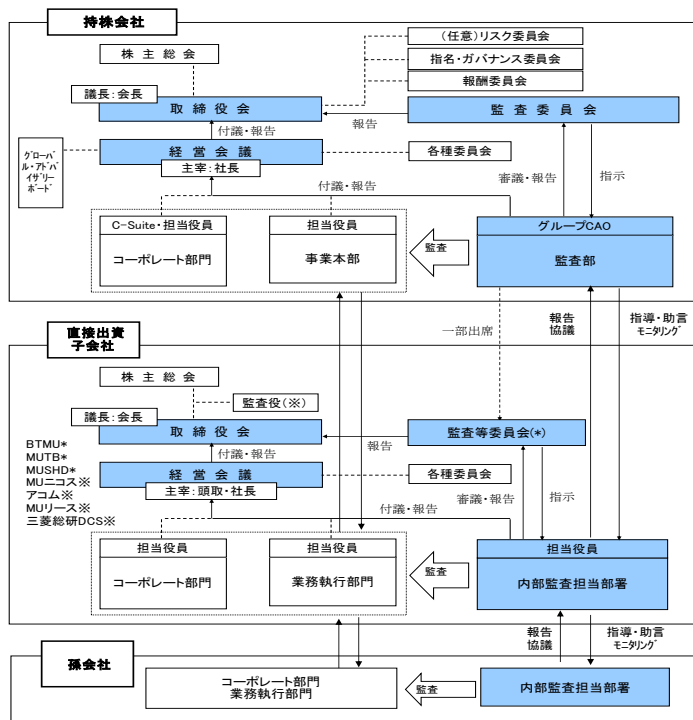 持株会社
(任意)リスク委員会
株 主 総 会
指名・ガバナンス委員会
報酬委員会
議長:会長
取 締 役 会
監 査 委 員 会
報告
付議・報告
グローバ
ル・アドバ
イザリー
ボード
経 営 会 議
各種委員会
主宰:社長
審議・報告
指示
付議・報告
C-Suite・担当役員
担当役員
グループCAO
コーポレート部門
事業本部
監査
監査部
直接出資
子会社
一部出席
報告
協議
指導・助言
モニタリング
株 主 総 会
監査役(※)
議長:会長
取 締 役 会
監査等委員会(*)
報告
付議・報告
BTMU*
MUTB*
MUSHD*
MUニコス※
アコム※
MUリース※
三菱総研DCS※
経 営 会 議
各種委員会
主宰:頭取・社長
審議・報告
指示
付議・報告
担当役員
担当役員
担当役員
コーポレート部門
業務執行部門
監査
内部監査担当部署
報告
協議
指導・助言
モニタリング
孫会社
コーポレート部門
業務執行部門
監査
内部監査担当部署